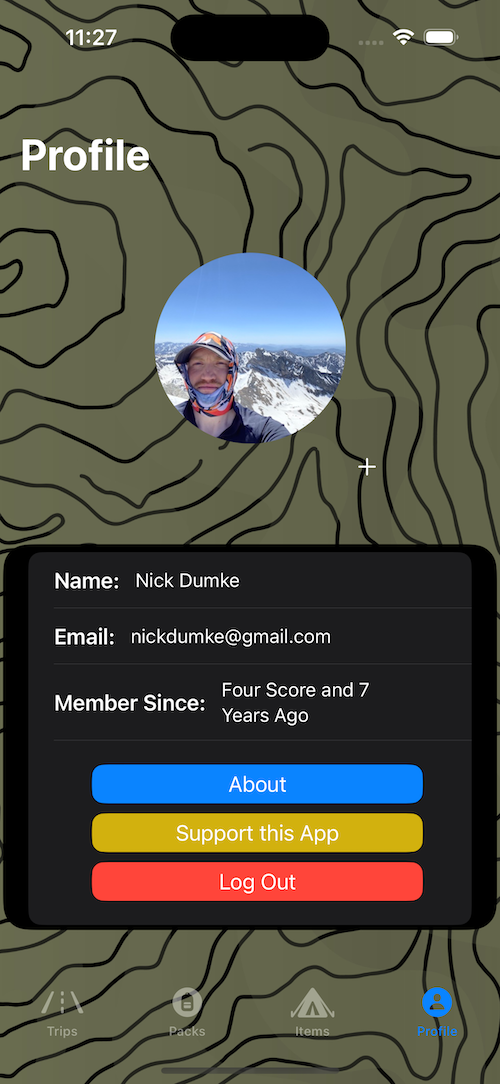 11:27
Profile
Name: Nick Dumke
Email: nickdumke@gmail.com
Member Since: Four Score and 7
Years Ago
About
Support this App
Log Out
Trips Packs Items Profile